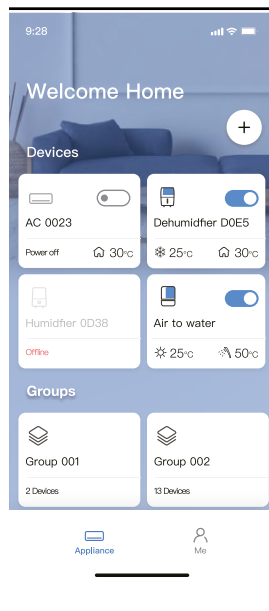 9:28
Welcome Home
Devices
AC 0023
Power off
30°C
Dehumidfier D0E5
25°C
30°C
Humidfier 0D38
Offline
Air to water
25°C
50°C
Groups
Group 001
2 Devices
Group 002
13 Devices
Appliance
Me